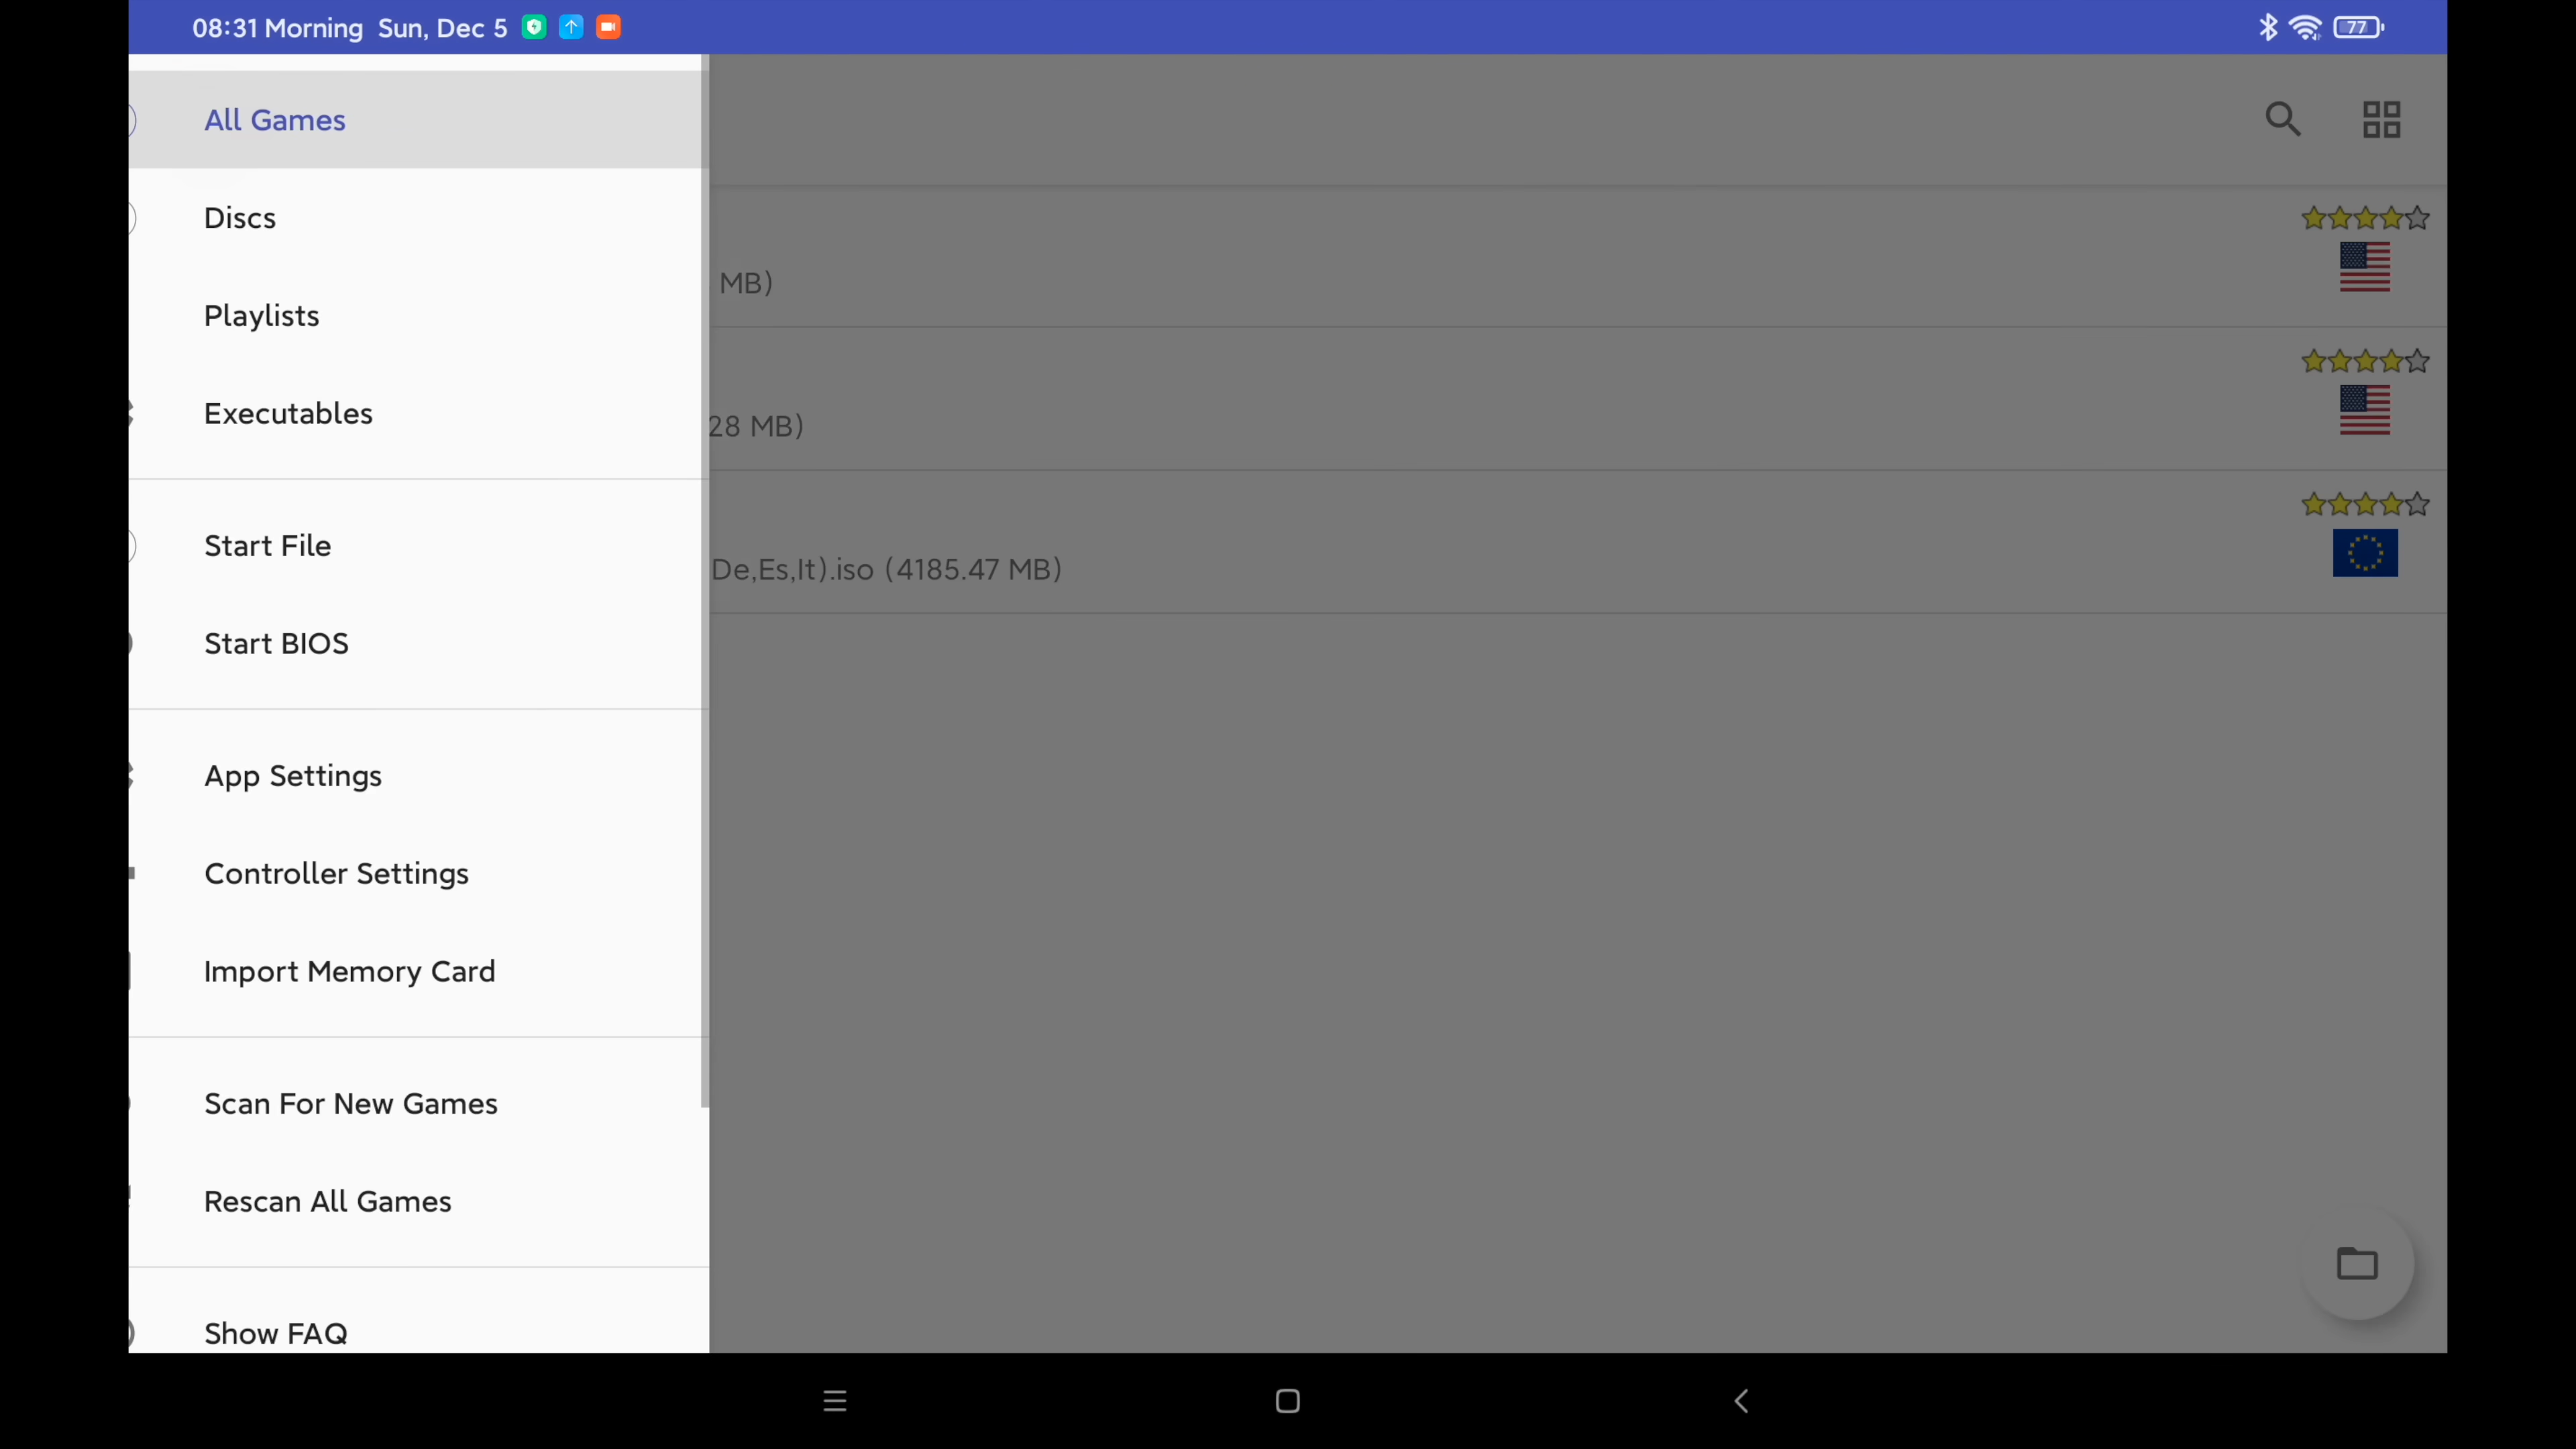 08:31 Morning Sun, Dec 5
77
All Games
Discs
Playlists
Executables
Start File
Start BIOS
App Settings
Controller Settings
Import Memory Card
Scan For New Games
Rescan All Games
Show FAQ
MB)
28 MB)
De,Es,It).iso (4185.47 MB)